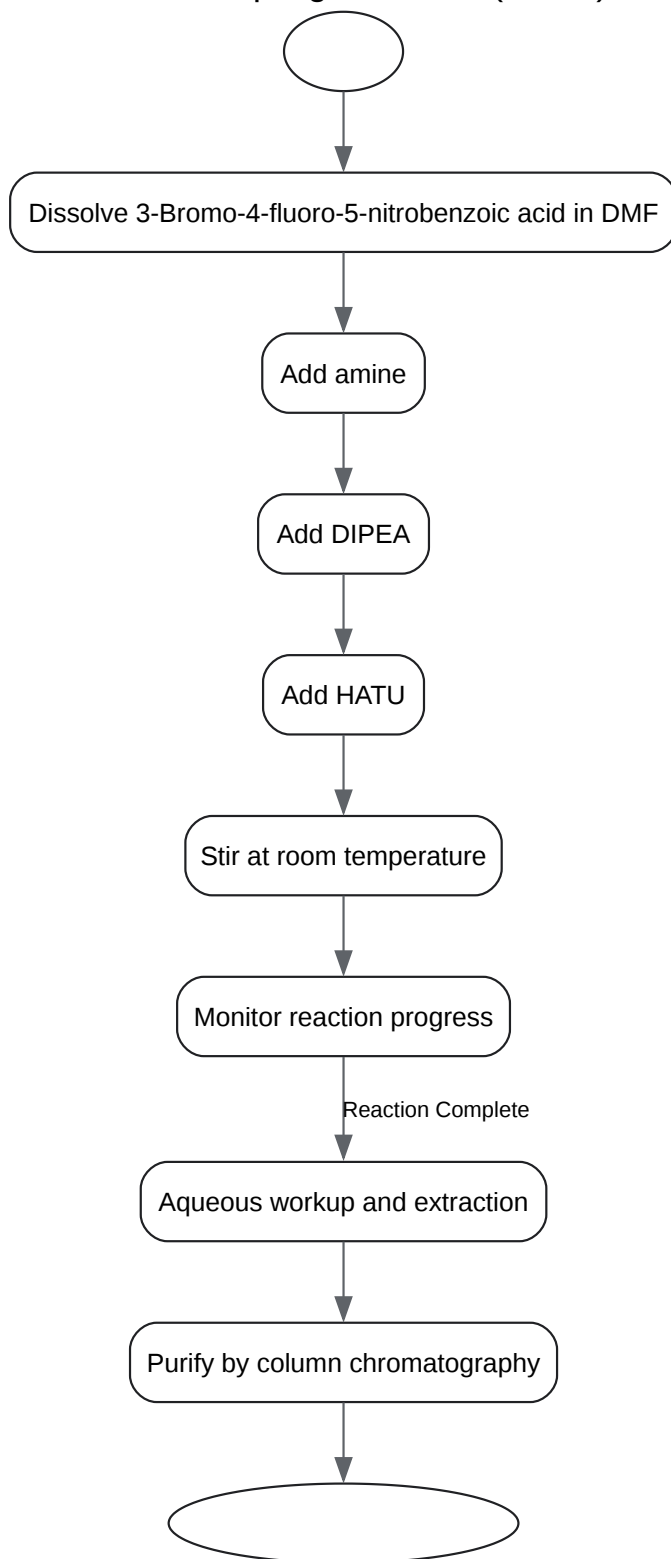 Dissolve 3-Bromo-4-fluoro-5-nitrobenzoic acid in DMF
Add amine
Add DIPEA
Add HATU
Stir at room temperature
Monitor reaction progress
Reaction Complete
Aqueous workup and extraction
Purify by column chromatography